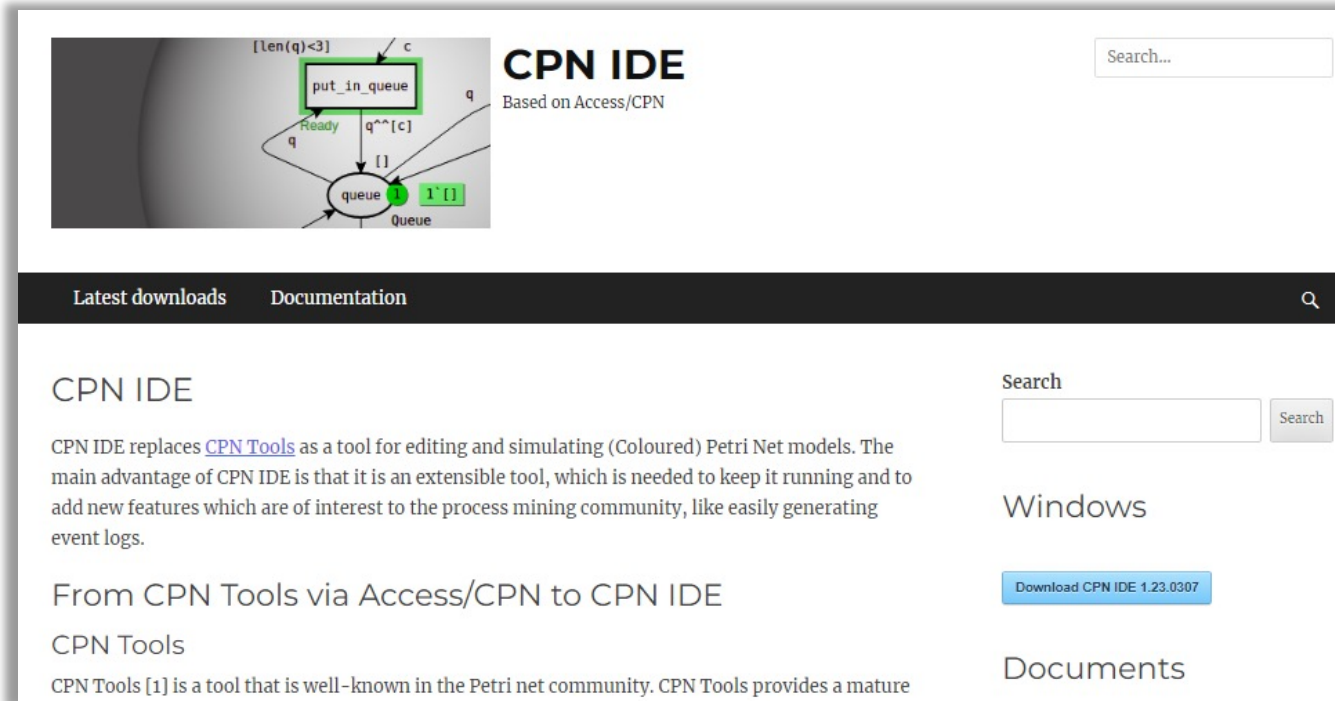 [len(q)<3]
c
put_in_queue
q
Ready
q^^[c]
q
[]
queue
1
1`[]
Queue
CPN IDE
Based on Access/CPN
Search...
Latest downloads
Documentation
CPN IDE
CPN IDE replaces CPN Tools as a tool for editing and simulating (Coloured) Petri Net models. The
main advantage of CPN IDE is that it is an extensible tool, which is needed to keep it running and to
add new features which are of interest to the process mining community, like easily generating
event logs.
From CPN Tools via Access/CPN to CPN IDE
CPN Tools
CPN Tools [1] is a tool that is well-known in the Petri net community. CPN Tools provides a mature
Search
Search
Windows
Download CPN IDE 1.23.0307
Documents